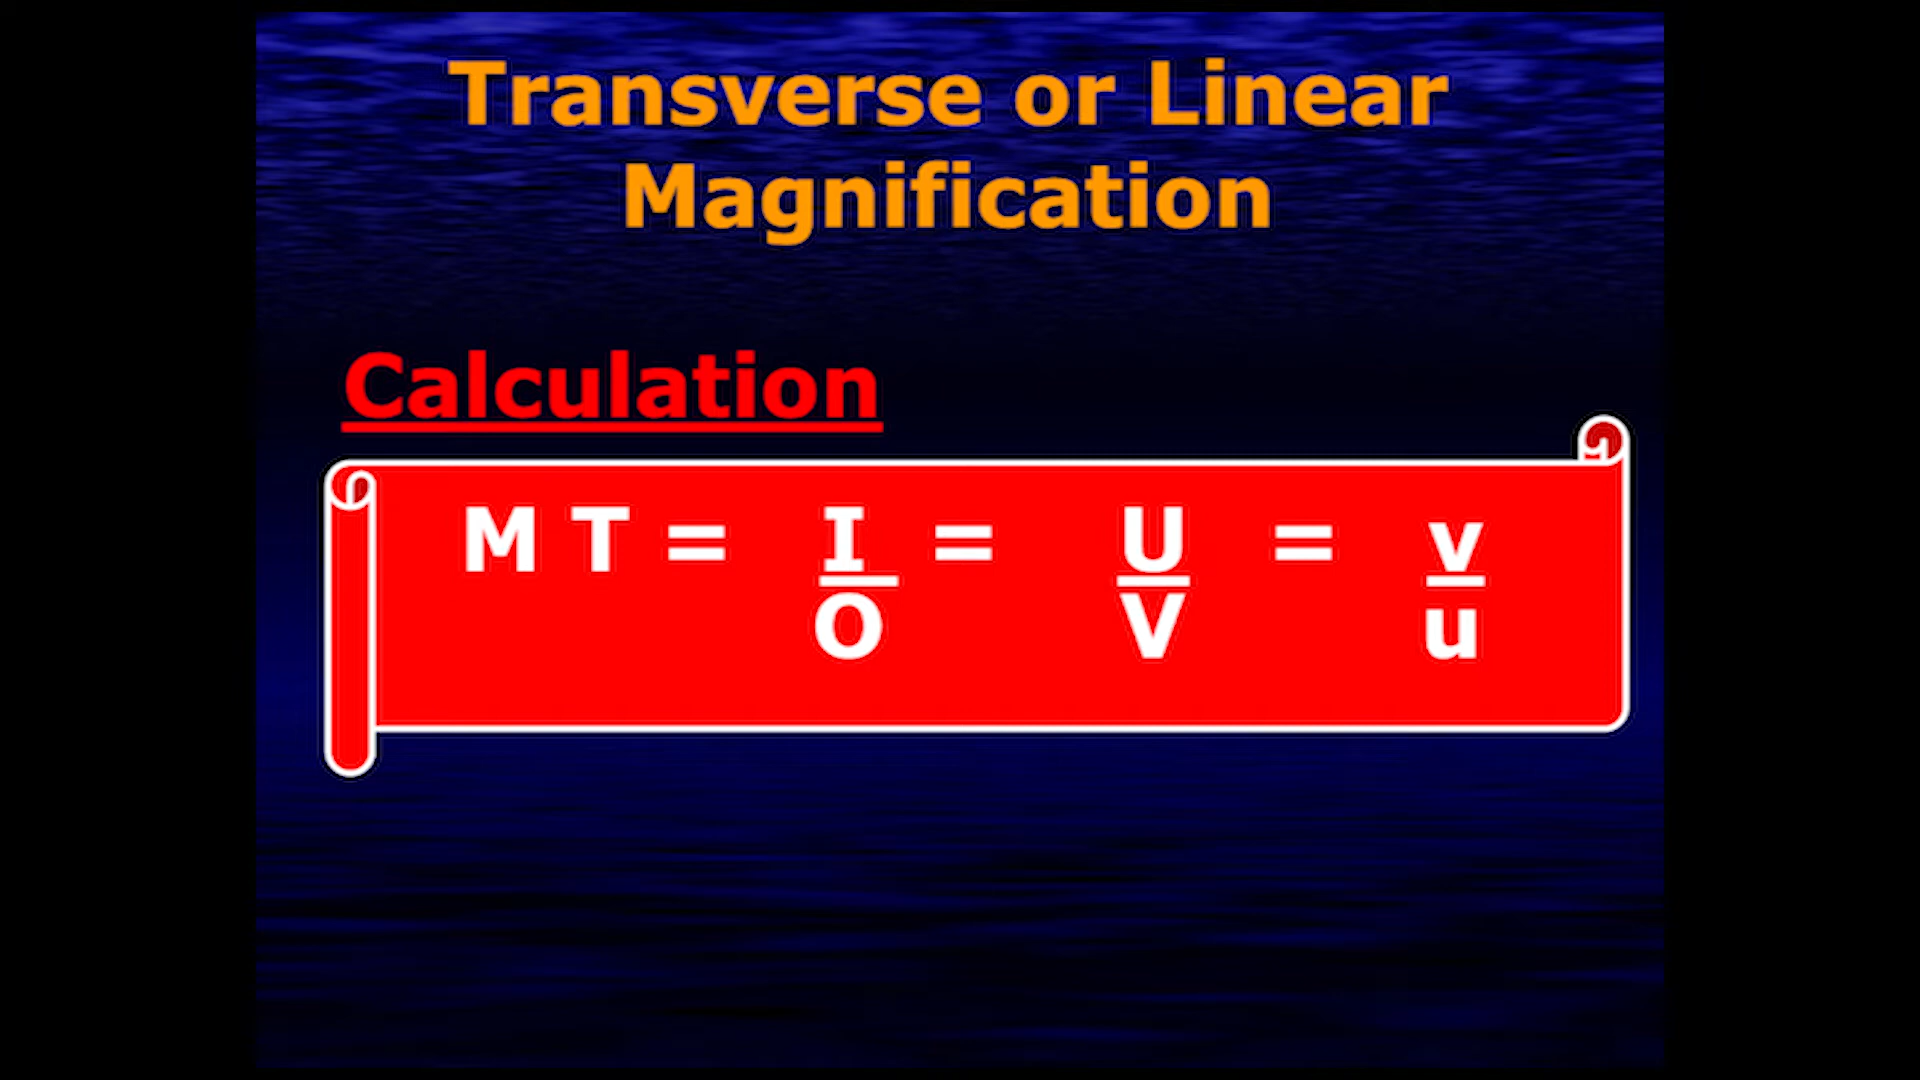 Transverse or Linear
Magnification
Calculation
M T = I = U = v
O V u